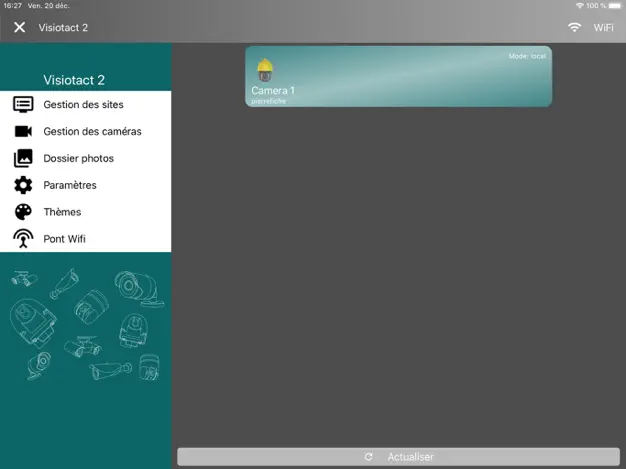 16:27 Ven. 20 déc.
100 %
Visiotact 2
WiFi
Visiotact 2
Gestion des sites
Gestion des caméras
Dossier photos
Paramètres
Thèmes
Pont Wifi
Mode: local
Camera 1
Actualiser